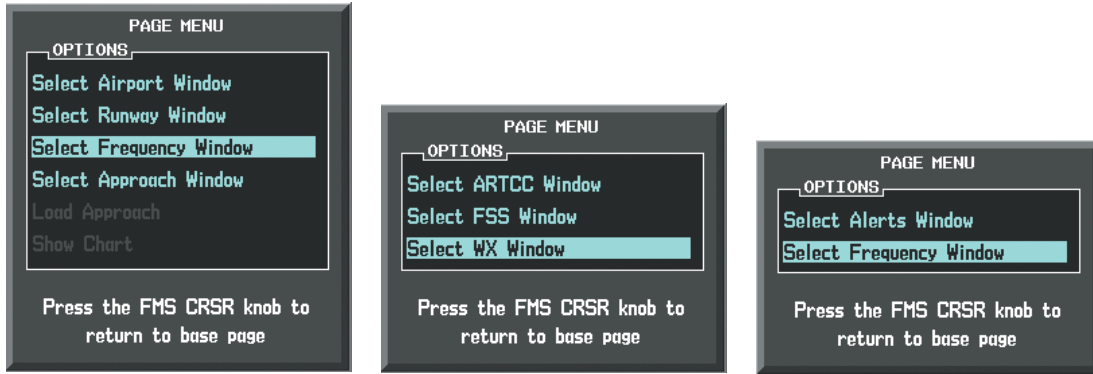 PAGE MENU
OPTIONS
Select Airport Window
Select Runway Window
Select Frequency Window
Select Approach Window
Load Approach
Show Chart
Press the FMS CRSR knob to
return to base page
PAGE MENU
OPTIONS
Select ARTCC Window
Select FSS Window
Select WX Window
Press the FMS CRSR knob to
return to base page
PAGE MENU
OPTIONS
Select Alerts Window
Select Frequency Window
Press the FMS CRSR knob to
return to base page